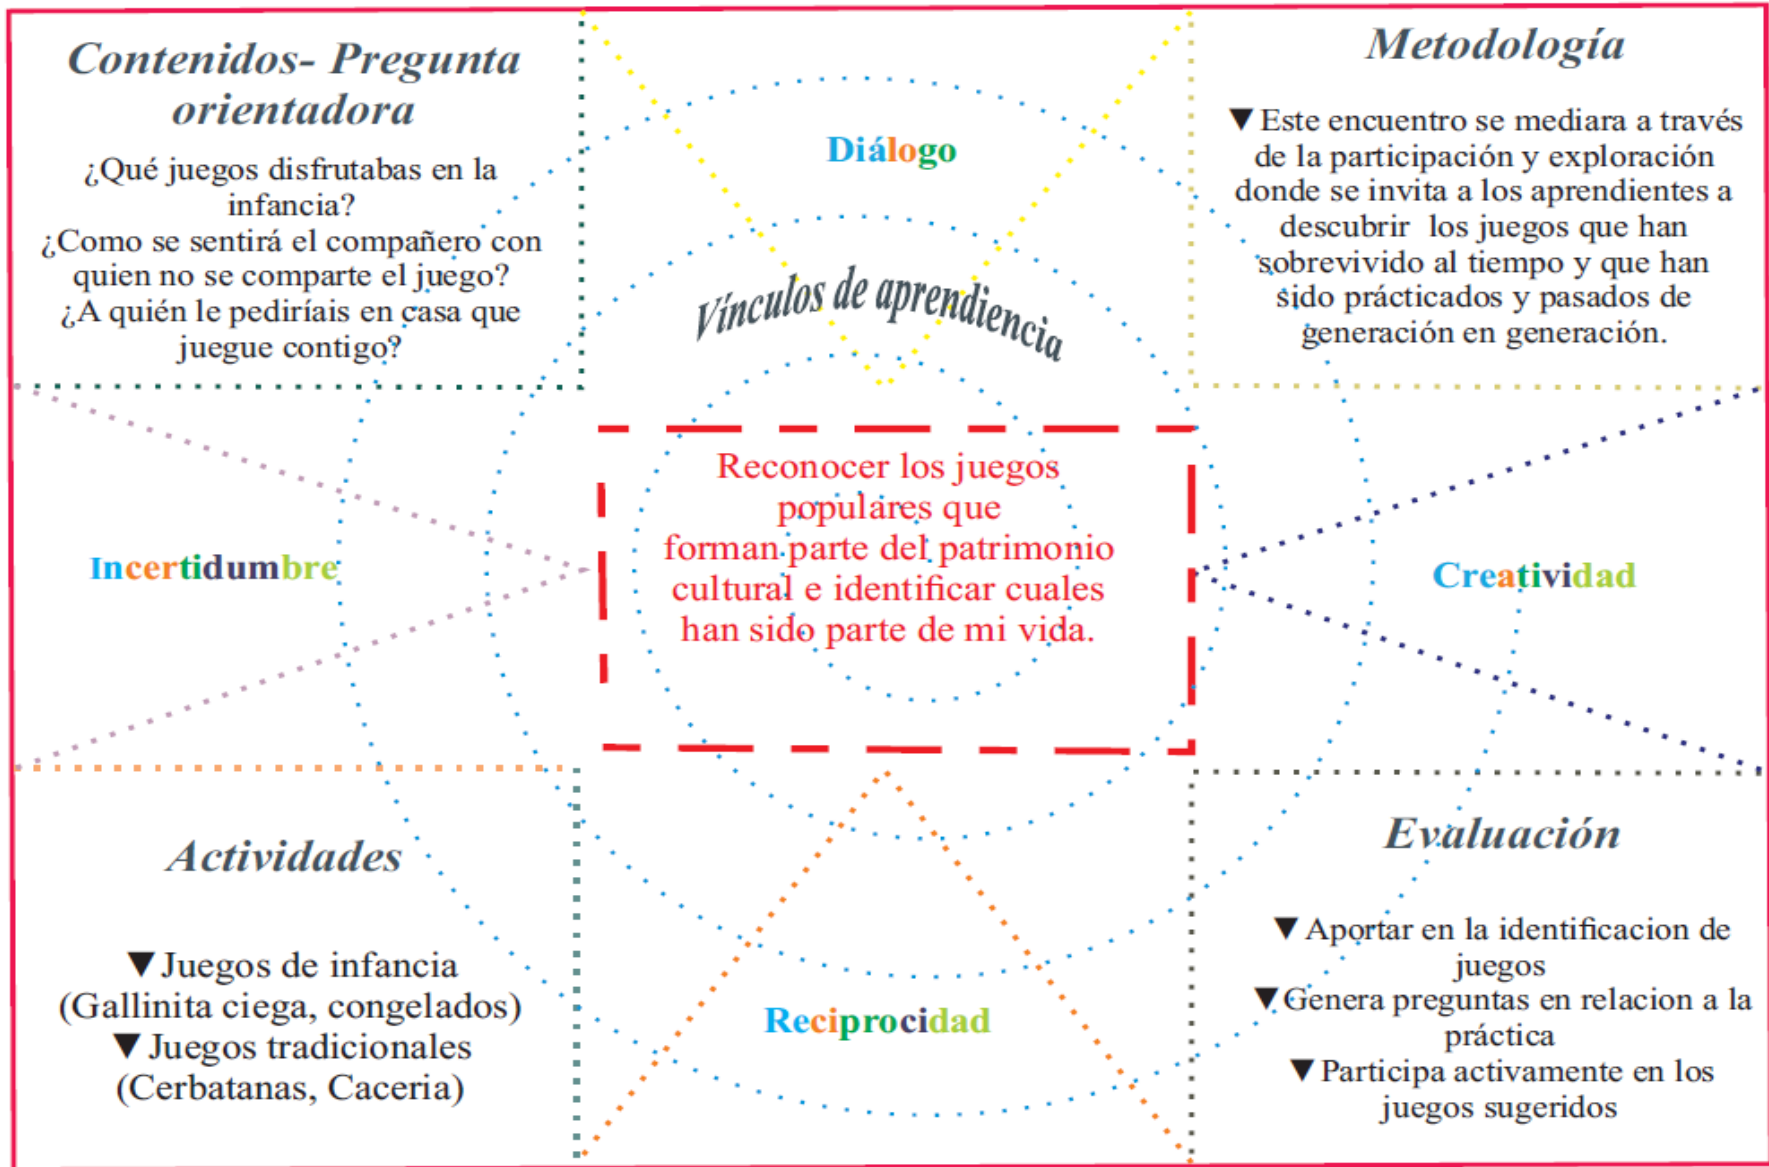 Contenidos- Pregunta
orientadora
¿Qué juegos disfrutabas en la
infancia?
¿Como se sentirá el compañero con
quien no se comparte el juego?
¿A quién le pediríais en casa que
juegue contigo?
Diálogo
Vínculos de aprendiencia
Metodología
▼ Este encuentro se mediara a través
de la participación y exploración
donde se invita a los aprendientes a
descubrir los juegos que han
sobrevivido al tiempo y que han
sido prácticados y pasados de
generación en generación.
Incertidumbre
Reconocer los juegos
populares que
forman parte del patrimonio
cultural e identificar cuales
han sido parte de mi vida.
Creatividad
Actividades
▼ Juegos de infancia
(Gallinita ciega, congelados)
▼ Juegos tradicionales
(Cerbatanas, Caceria)
Reciprocidad
Evaluación
▼ Aportar en la identificacion de
juegos
▼ Genera preguntas en relacion a la
práctica
▼ Participa activamente en los
juegos sugeridos